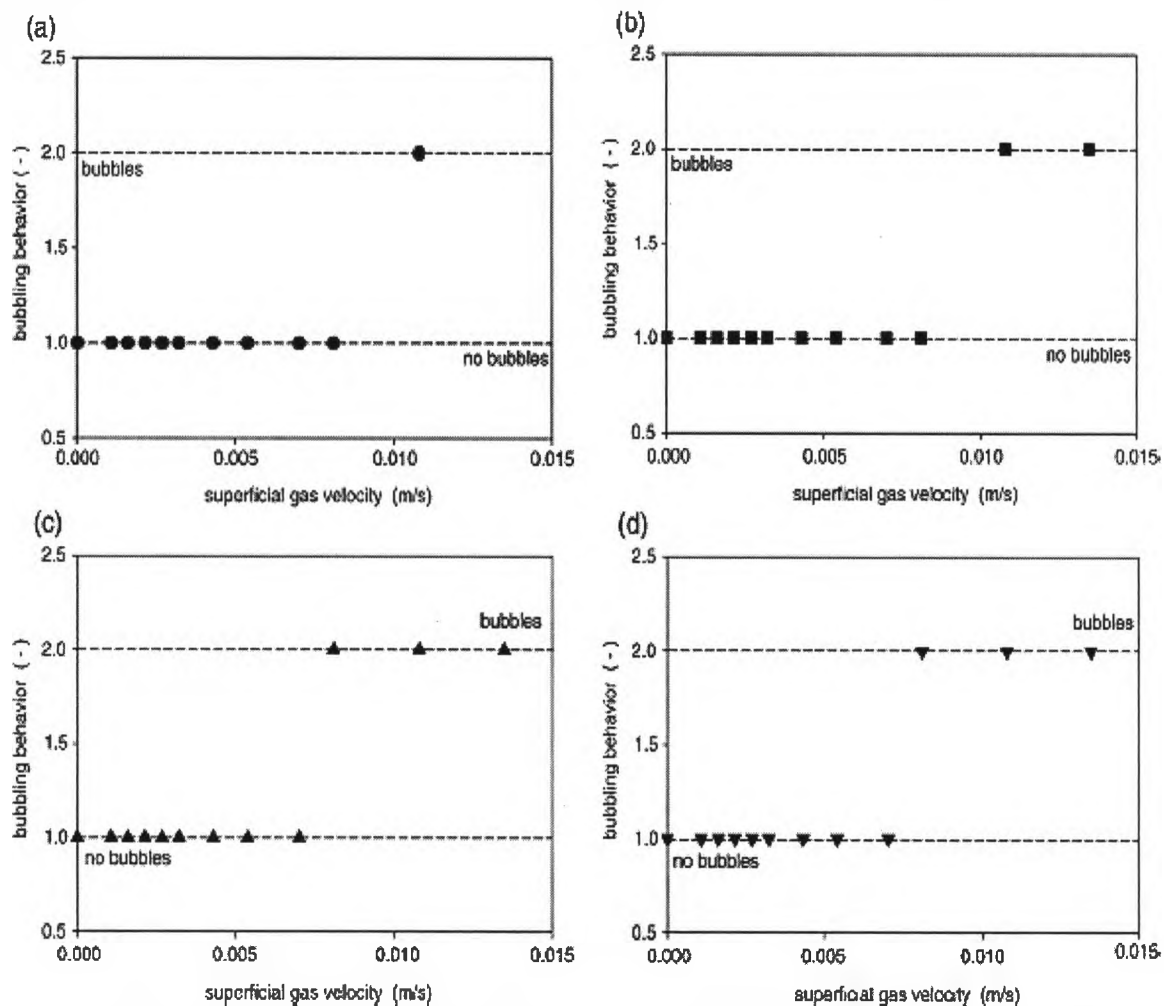 (a)
2.5
2.0
1.5
1.0
0.5
bubbling behavior ( - )
bubbles
no bubbles
0.000 0.005 0.010 0.015
superficial gas velocity (m/s)
(b)
2.5
2.0
1.5
1.0
0.5
bubbling behavior ( - )
bubbles
no bubbles
0.000 0.005 0.010 0.015
superficial gas velocity (m/s)
(c)
2.5
2.0
1.5
1.0
0.5
bubbling behavior ( - )
bubbles
no bubbles
0.000 0.005 0.010 0.015
superficial gas velocity (m/s)
(d)
2.5
2.0
1.5
1.0
0.5
bubbling behavior ( - )
bubbles
no bubbles
0.000 0.005 0.010 0.015
superficial gas velocity (m/s)